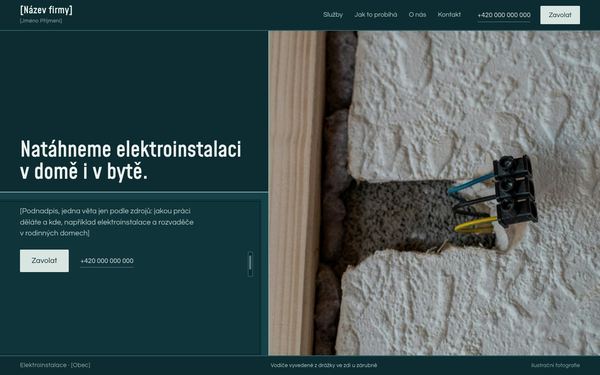 [Název firmy]
[Jméno Příjmení]
Služby
Jak to probíhá
O nás
Kontakt
+420 000 000 000
Zavolat
Natáhneme elektroinstalaci
v domě i v bytě.
[Podnadpis, jedna věta jen podle zdrojů: jakou práci
děláte a kde, například elektroinstalace a rozvaděče
v rodinných domech]
Zavolat
+420 000 000 000
Elektroinstalace · [Obec]
Vodiče vyvedené z drážky ve zdi u zárubně
Ilustrační fotografie